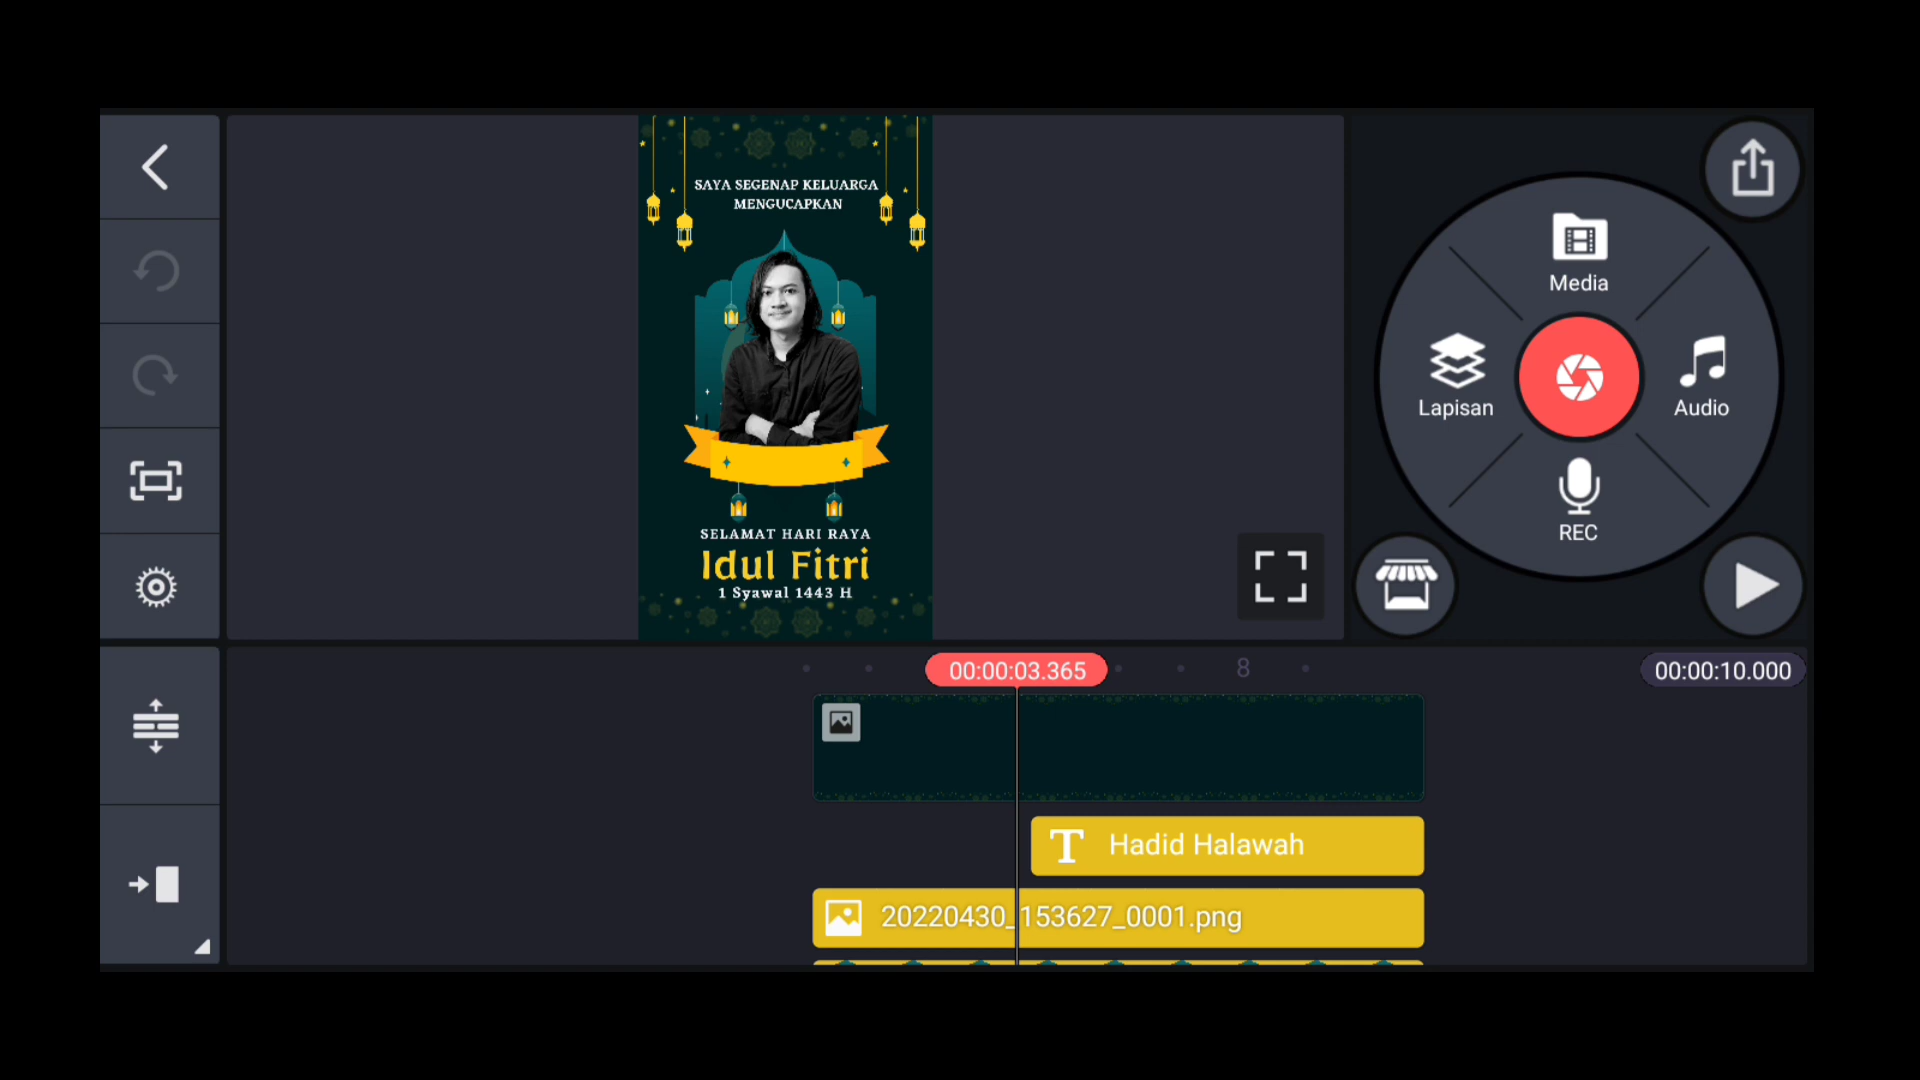 SAYA SEGENAP KELUARGA
MENGUCAPKAN
SELAMAT HARI RAYA
Idul Fitri
1 Syawal 1443 H
Media
Lapisan
Audio
REC
00:00:03.365
8
00:00:10.000
T Hadid Halawah
20220430_153627_0001.png